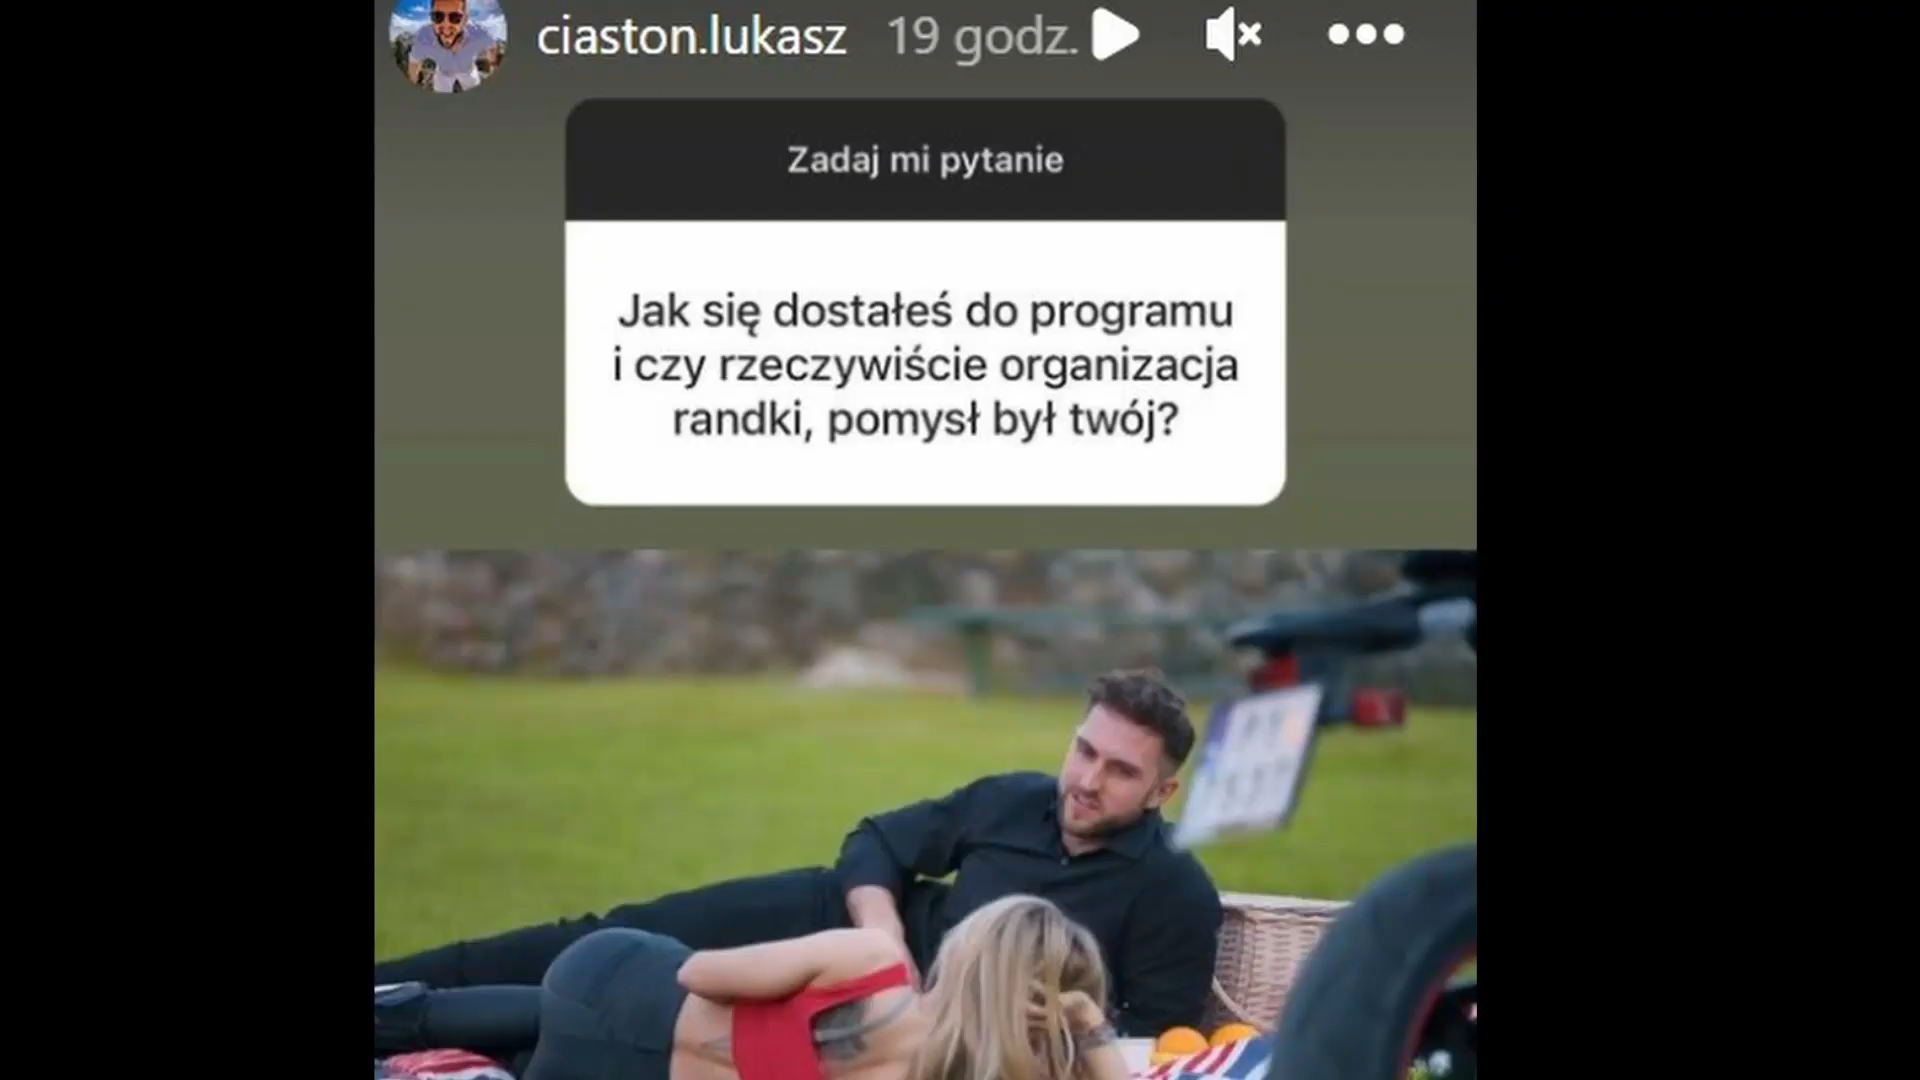 ciaston.lukasz 19 godz.
Zadaj mi pytanie
Jak się dostałeś do programu
i czy rzeczywiście organizacja
randki, pomysł był twój?